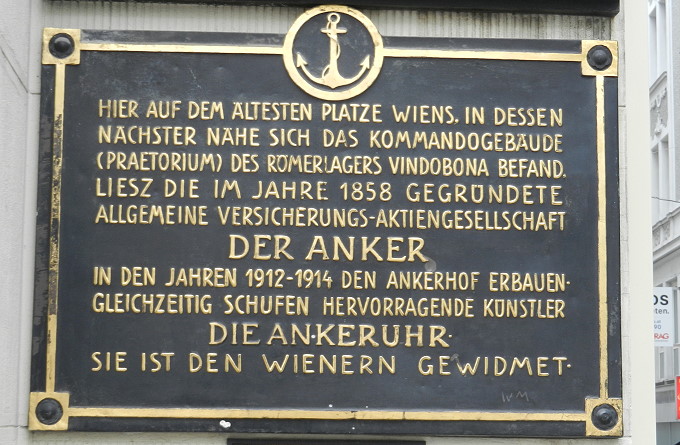 HIER AUF DEM ÄLTESTEN PLATZE WIENS, IN DESSEN
NÄCHSTER NÄHE SICH DAS KOMMANDOGEBÄUDE
(PRAETORIUM) DES RÖMERLAGERS VINDOBONA BEFAND.
LIESZ DIE IM JAHRE 1858 GEGRÜNDETE
ALLGEMEINE VERSICHERUNGS-AKTIENGESELLSCHAFT
DER ANKER
IN DEN JAHREN 1912-1914 DEN ANKERHOF ERBAUEN·
GLEICHZEITIG SCHUFEN HERVORRAGENDE KÜNSTLER
DIE ANKERUHR·
SIE IST DEN WIENERN GEWIDMET·